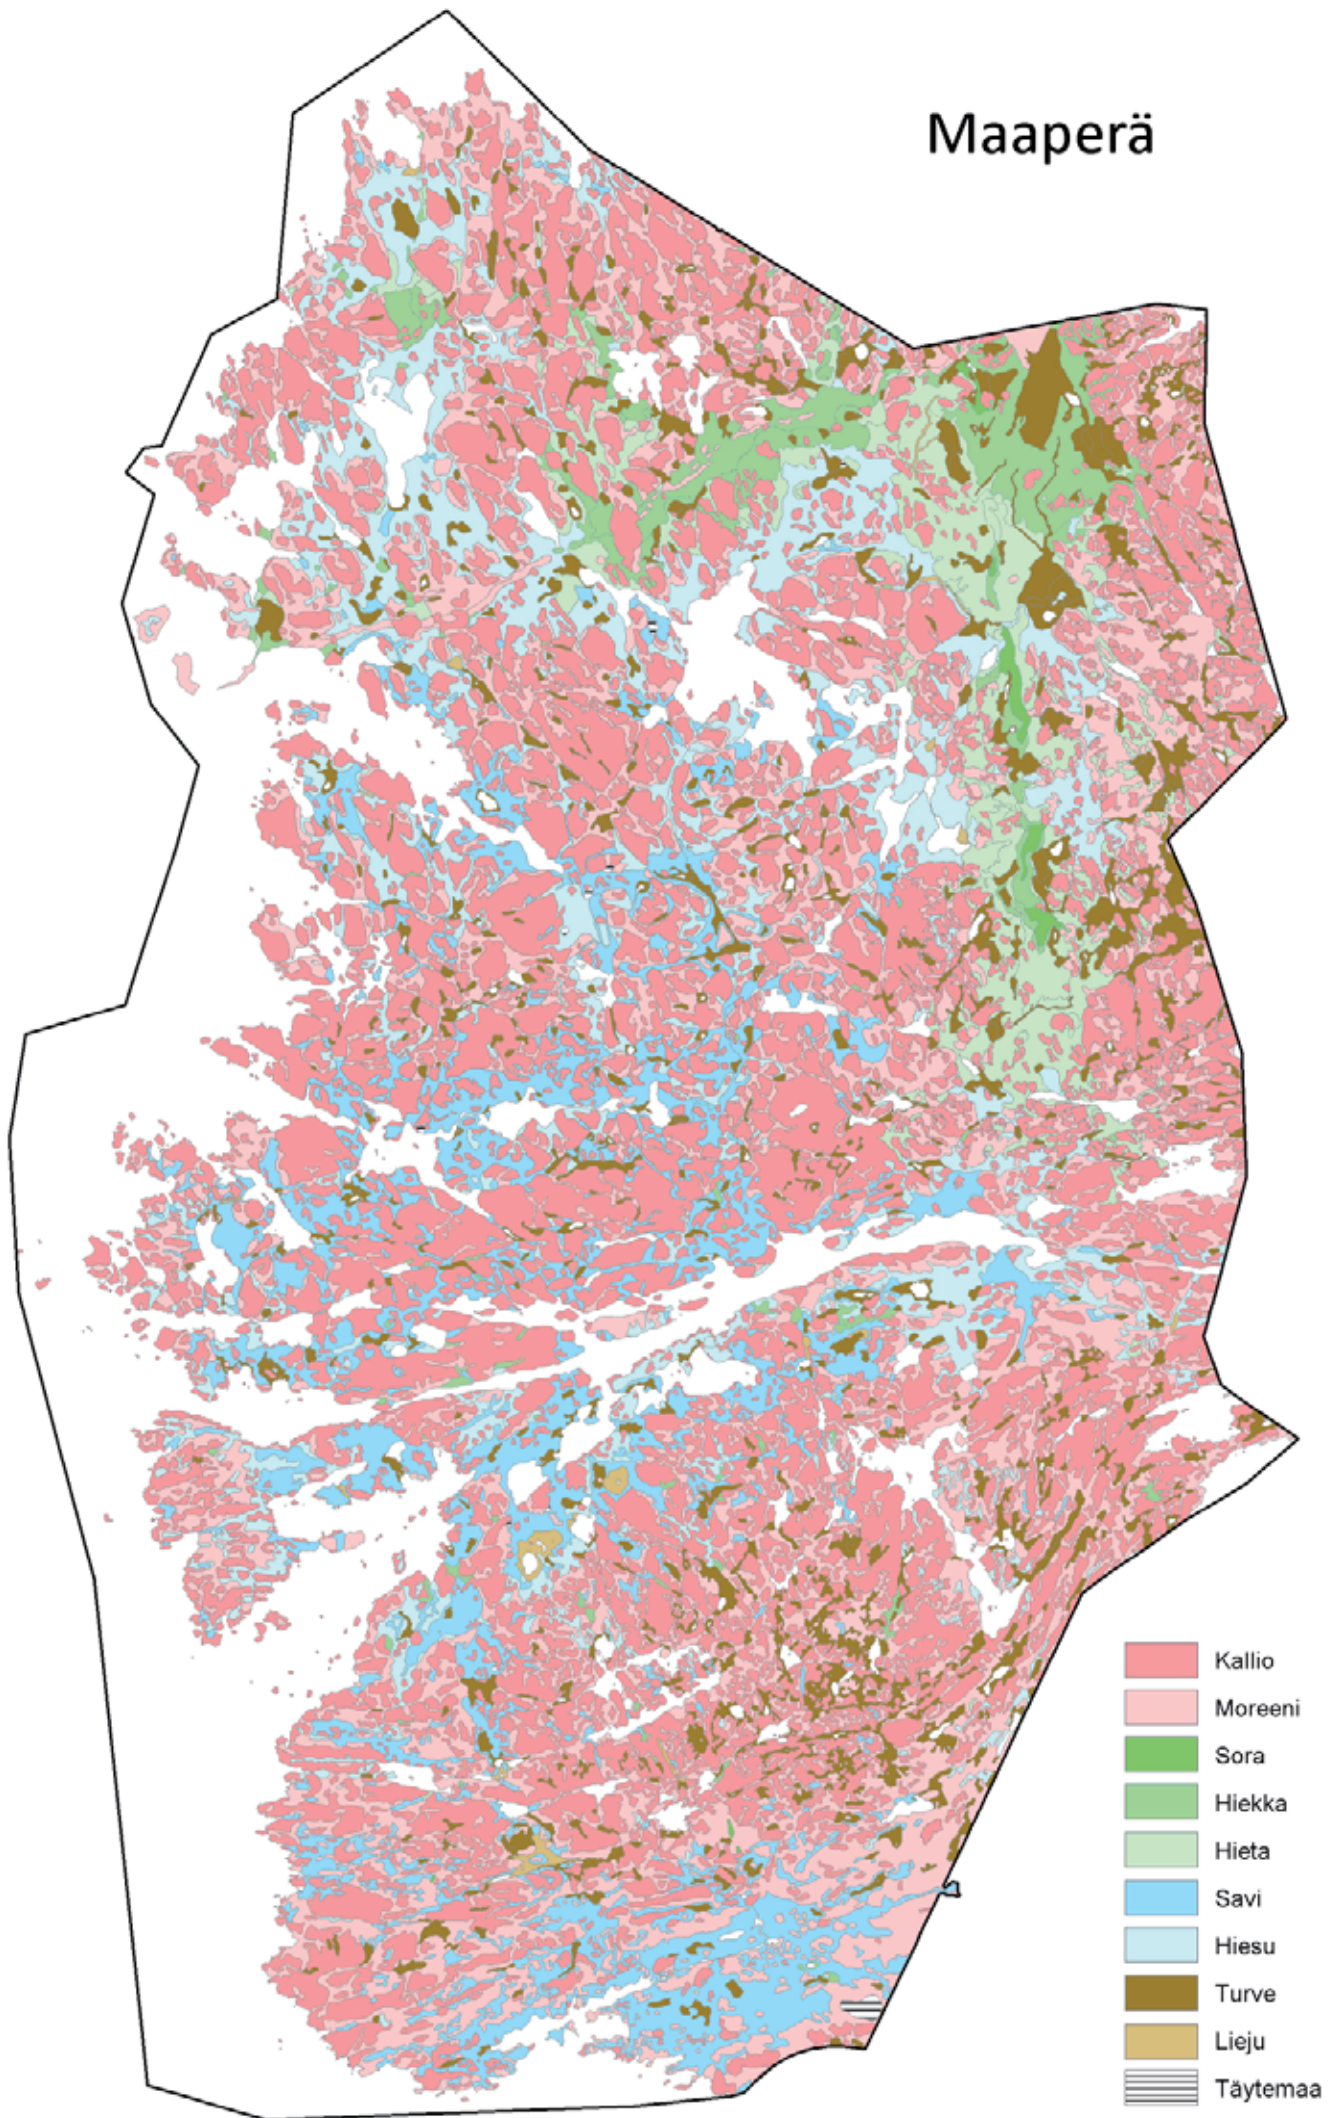 Maaperä
Kallio
Moreeni
Sora
Hiekka
Hieta
Savi
Hiesu
Turve
Lieju
Täytemaa